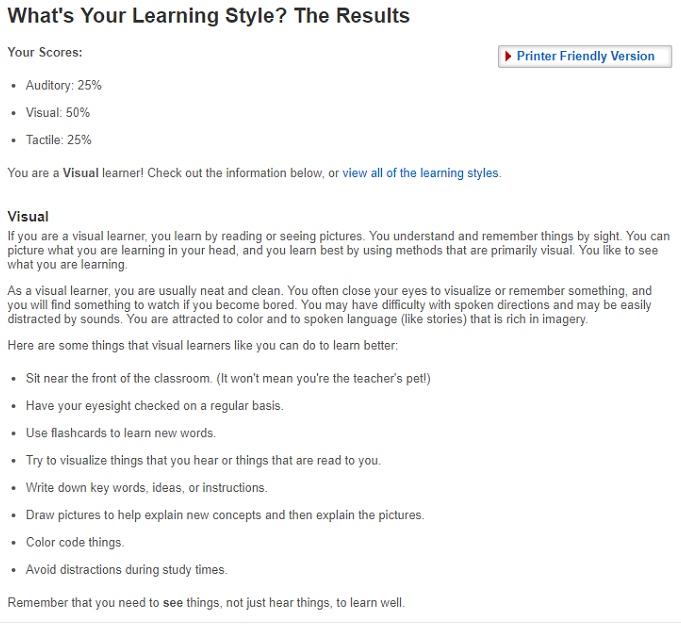 What's Your Learning Style? The Results
Your Scores:
Printer Friendly Version
• Auditory: 25%
• Visual: 50%
• Tactile: 25%
You are a Visual learner! Check out the information below, or view all of the learning styles.
Visual
If you are a visual learner, you learn by reading or seeing pictures. You understand and remember things by sight. You can
picture what you are learning in your head, and you learn best by using methods that are primarily visual. You like to see
what you are learning.
As a visual learner, you are usually neat and clean. You often close your eyes to visualize or remember something, and
you will find something to watch if you become bored. You may have difficulty with spoken directions and may be easily
distracted by sounds. You are attracted to color and to spoken language (like stories) that is rich in imagery.
Here are some things that visual learners like you can do to learn better:
• Sit near the front of the classroom. (It won't mean you're the teacher's pet!)
• Have your eyesight checked on a regular basis.
• Use flashcards to learn new words.
• Try to visualize things that you hear or things that are read to you.
• Write down key words, ideas, or instructions.
• Draw pictures to help explain new concepts and then explain the pictures.
• Color code things.
• Avoid distractions during study times.
Remember that you need to see things, not just hear things, to learn well.